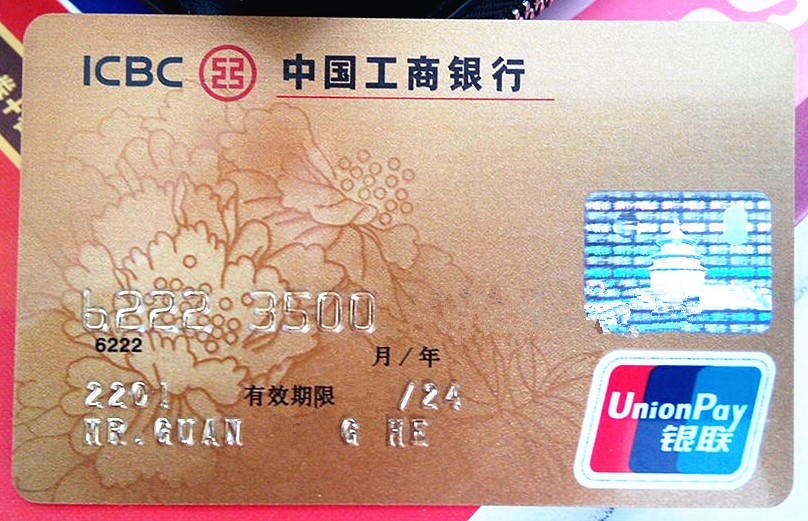 ICBC 中国工商银行
6222 3500
6222
月/年
2201 有效期限 /24
MR.GUAN G HE
UnionPay
银联